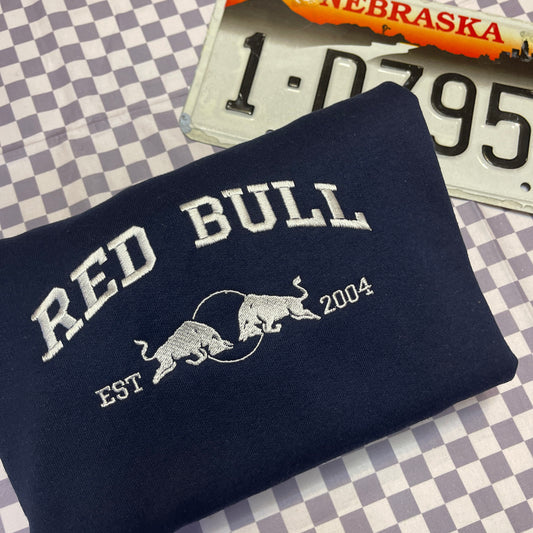 NEBRASKA
1·D795
RED BULL
EST 2004